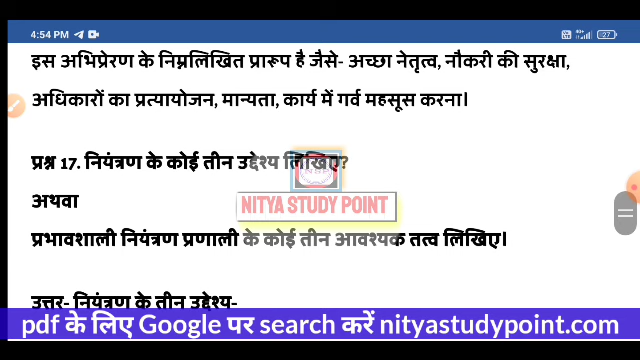 4:54 PM
27
इस अभिप्रेरण के निम्नलिखित प्रारूप है जैसे- अच्छा नेतृत्व, नौकरी की सुरक्षा,
अधिकारों का प्रत्यायोजन, मान्यता, कार्य में गर्व महसूस करना।
प्रश्न 17. नियंत्रण के कोई तीन उद्देश्य लिखिए?
अथवा
NITYA STUDY POINT
प्रभावशाली नियंत्रण प्रणाली के कोई तीन आवश्यक तत्व लिखिए।
उत्तर- नियंत्रण के तीन उद्देश्य-
pdf के लिए Google पर search करें nityastudypoint.com